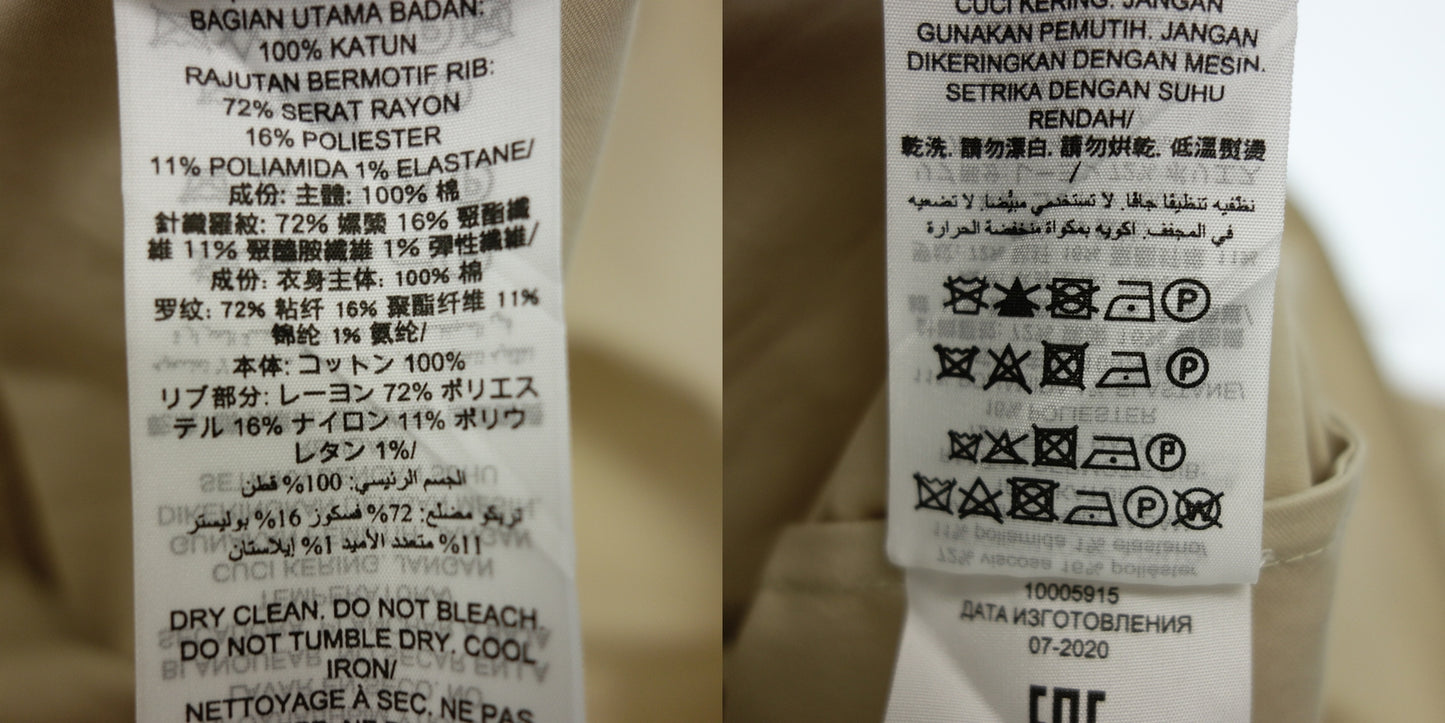 BAGIAN UTAMA BADAN:
100% KATUN
RAJUTAN BERMOTIF RIB:
72% SERAT RAYON
16% POLIESTER
11% POLIAMIDA 1% ELASTANE/
成份: 主體: 100% 棉
針織羅紋: 72% 嫘縈 16% 聚酯纖
維 11% 聚醯胺纖維 1% 彈性纖維/
成份: 衣身主体: 100% 棉
罗纹: 72% 粘纤 16% 聚酯纤维 11%
锦纶 1% 氨纶/
本体: コットン 100%
リブ部分: レーヨン 72% ポリエス
テル 16% ナイロン 11% ポリウ
レタン 1%/
الجسم الرئيسي: 100% قطن
تريكو مضلع: 72% فسكوز 16% بوليستر
11% متعدد الأميد 1% إيلاستان
DRY CLEAN. DO NOT BLEACH.
DO NOT TUMBLE DRY. COOL
IRON/
NETTOYAGE À SEC. NE PAS
CUCI KERING. JANGAN
GUNAKAN PEMUTIH. JANGAN
DIKERINGKAN DENGAN MESIN.
SETRIKA DENGAN SUHU
RENDAH/
乾洗. 請勿漂白. 請勿烘乾. 低溫熨燙
/
نظفيه تنظيفًا جافًا. لا تستخدمي مبيضًا. لا تضعيه
في المجفف. اكويه بمكواة منخفضة الحرارة
P
P
P
P W
10005915
ДАТА ИЗГОТОВЛЕНИЯ
07-2020
EAC